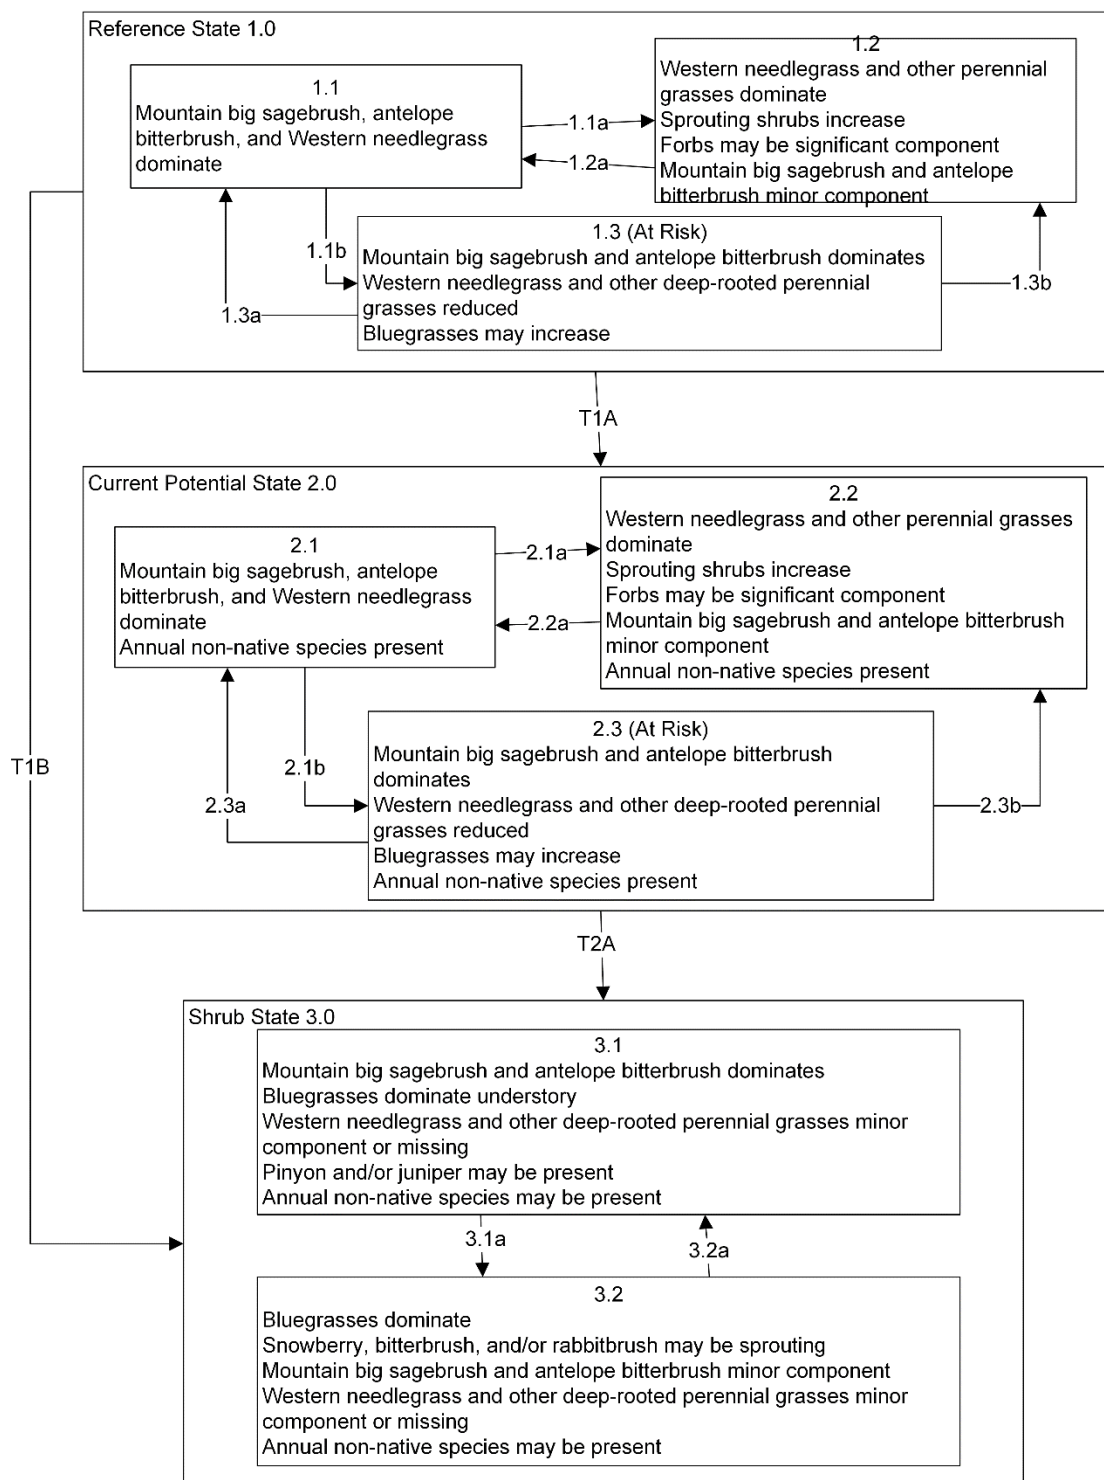 Reference State 1.0
1.1
Mountain big sagebrush, antelope
bitterbrush, and Western needlegrass
dominate
1.1a
1.2a
1.2
Western needlegrass and other perennial
grasses dominate
Sprouting shrubs increase
Forbs may be significant component
Mountain big sagebrush and antelope
bitterbrush minor component
1.1b
1.3a
1.3 (At Risk)
Mountain big sagebrush and antelope bitterbrush dominates
Western needlegrass and other deep-rooted perennial
grasses reduced
Bluegrasses may increase
1.3b
T1A
Current Potential State 2.0
2.1
Mountain big sagebrush, antelope
bitterbrush, and Western needlegrass
dominate
Annual non-native species present
2.1a
2.2a
2.2
Western needlegrass and other perennial grasses
dominate
Sprouting shrubs increase
Forbs may be significant component
Mountain big sagebrush and antelope bitterbrush
minor component
Annual non-native species present
T1B
2.1b
2.3a
2.3 (At Risk)
Mountain big sagebrush and antelope bitterbrush
dominates
Western needlegrass and other deep-rooted perennial
grasses reduced
Bluegrasses may increase
Annual non-native species present
2.3b
T2A
Shrub State 3.0
3.1
Mountain big sagebrush and antelope bitterbrush dominates
Bluegrasses dominate understory
Western needlegrass and other deep-rooted perennial grasses minor
component or missing
Pinyon and/or juniper may be present
Annual non-native species may be present
3.1a
3.2a
3.2
Bluegrasses dominate
Snowberry, bitterbrush, and/or rabbitbrush may be sprouting
Mountain big sagebrush and antelope bitterbrush minor component
Western needlegrass and other deep-rooted perennial grasses minor
component or missing
Annual non-native species may be present